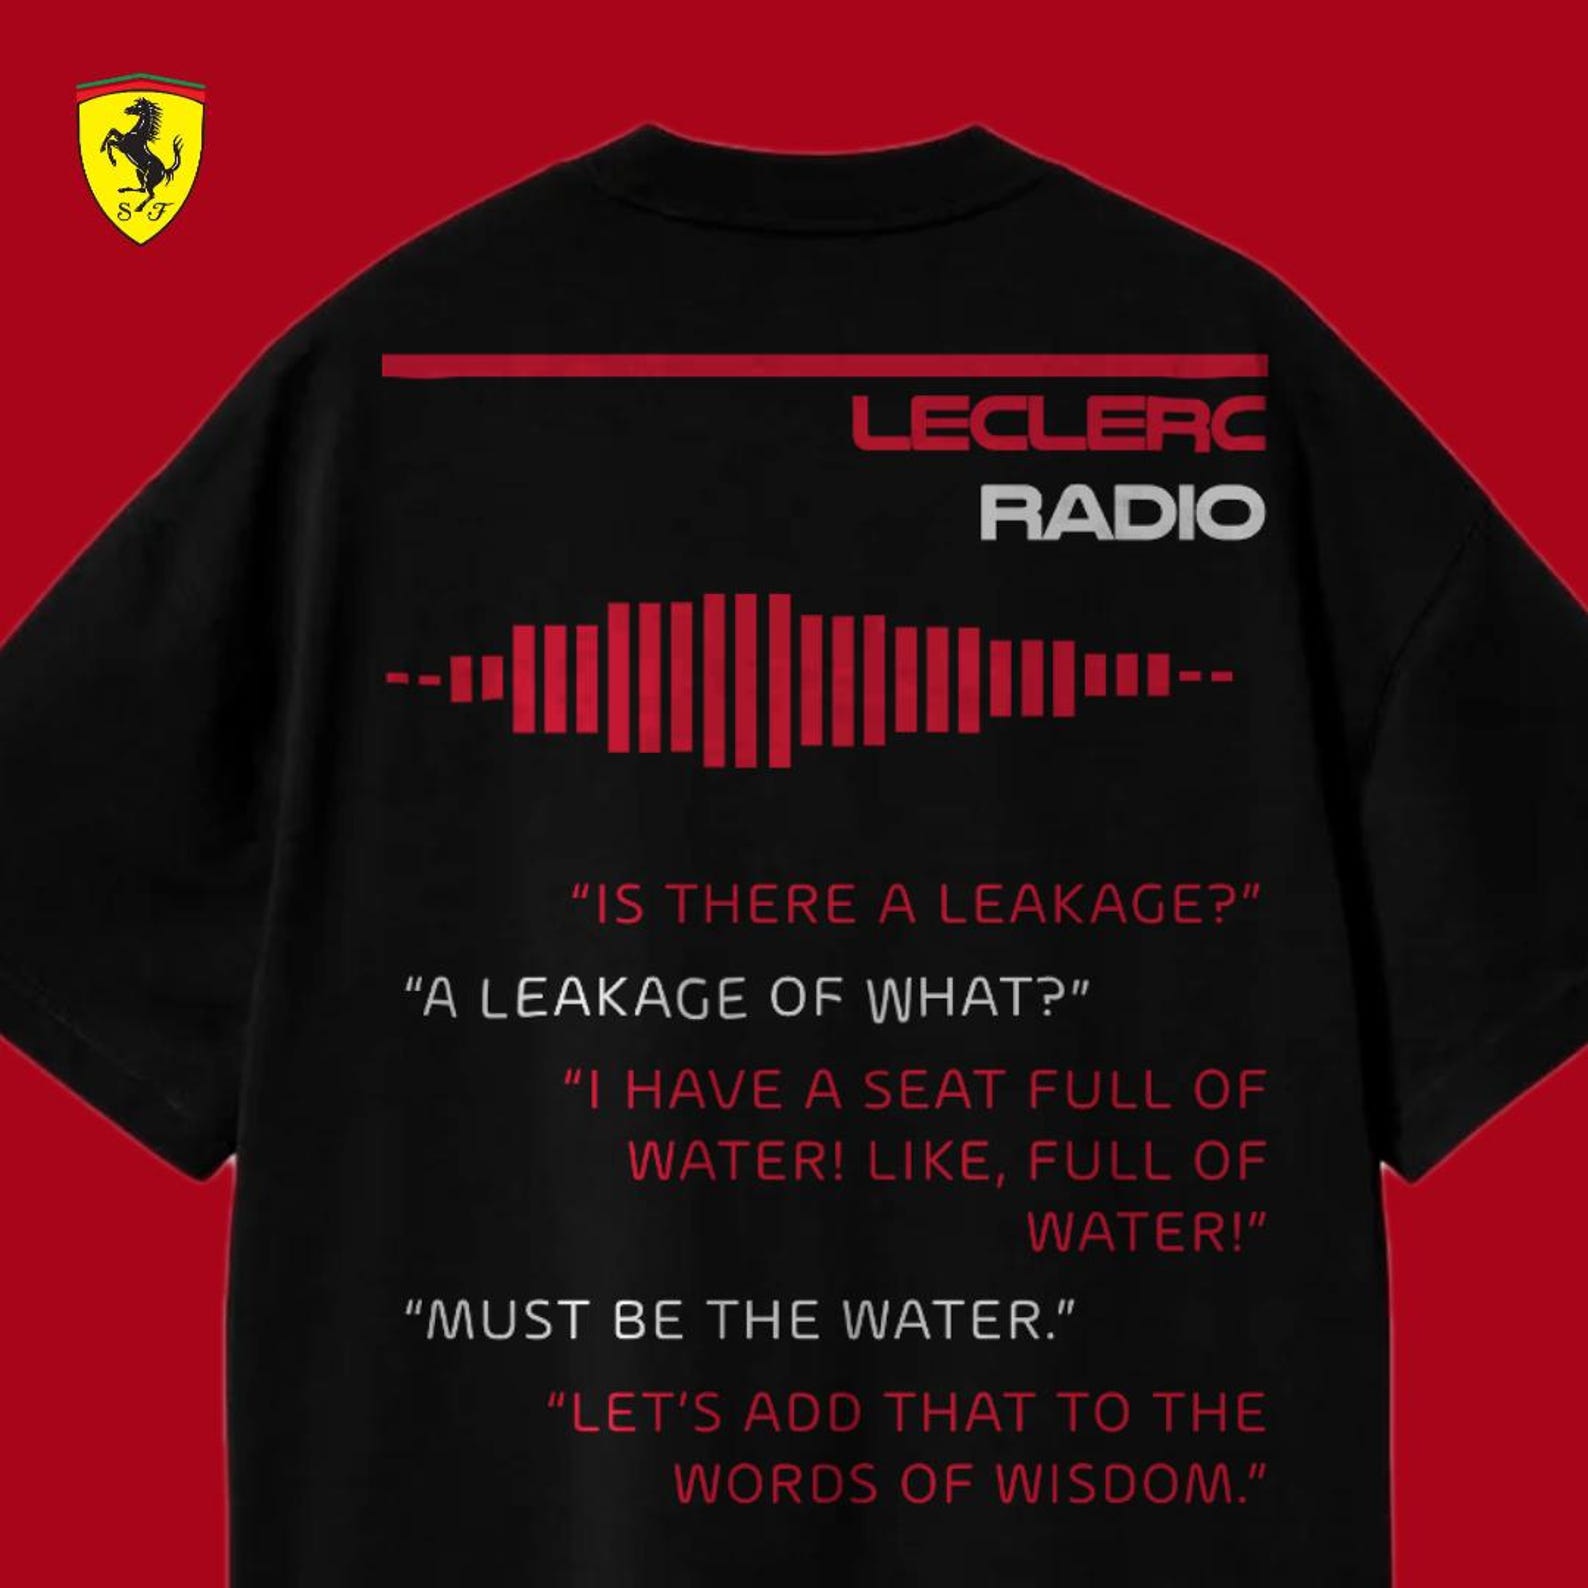 S F
LECLERC
RADIO
“IS THERE A LEAKAGE?”
“A LEAKAGE OF WHAT?”
“I HAVE A SEAT FULL OF
WATER! LIKE, FULL OF
WATER!”
“MUST BE THE WATER.”
“LET’S ADD THAT TO THE
WORDS OF WISDOM.”